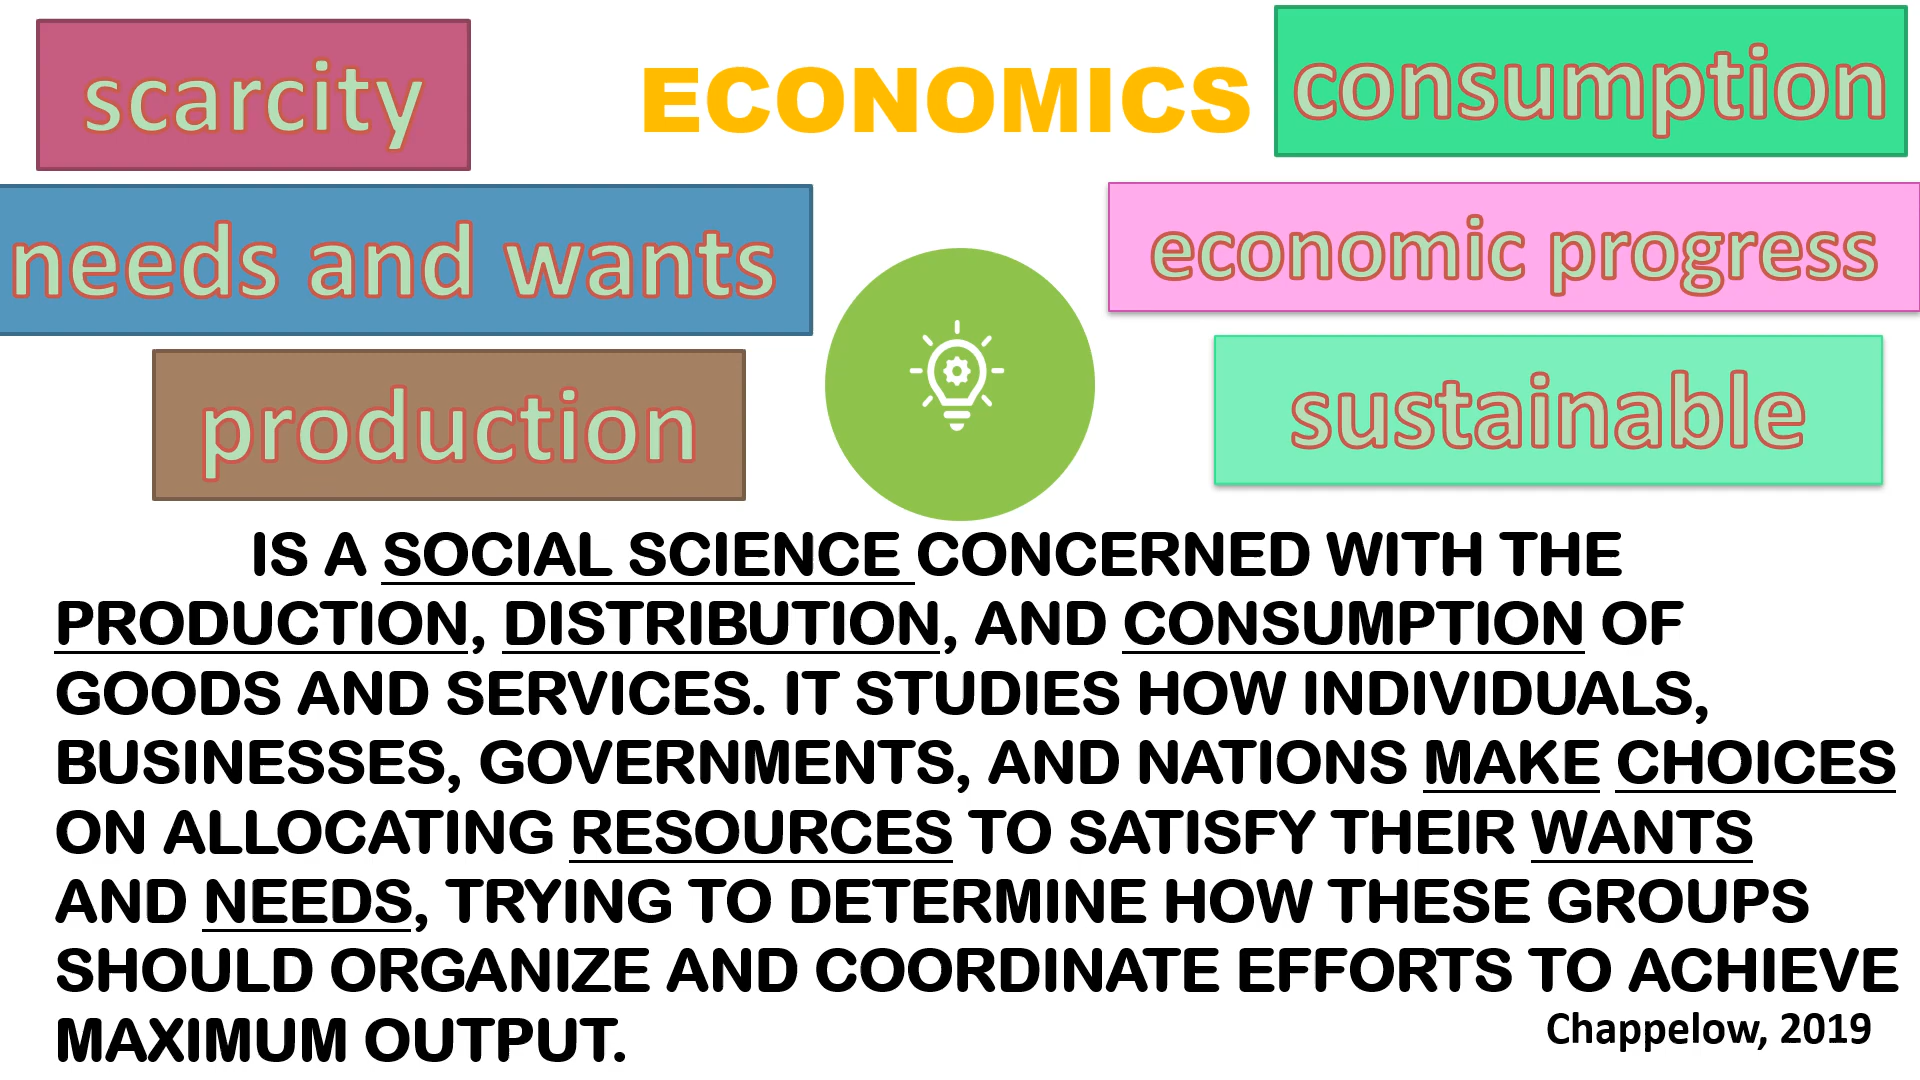 scarcity
ECONOMICS
consumption
needs and wants
economic progress
production
sustainable
IS A SOCIAL SCIENCE CONCERNED WITH THE
PRODUCTION, DISTRIBUTION, AND CONSUMPTION OF
GOODS AND SERVICES. IT STUDIES HOW INDIVIDUALS,
BUSINESSES, GOVERNMENTS, AND NATIONS MAKE CHOICES
ON ALLOCATING RESOURCES TO SATISFY THEIR WANTS
AND NEEDS, TRYING TO DETERMINE HOW THESE GROUPS
SHOULD ORGANIZE AND COORDINATE EFFORTS TO ACHIEVE
MAXIMUM OUTPUT.
Chappelow, 2019